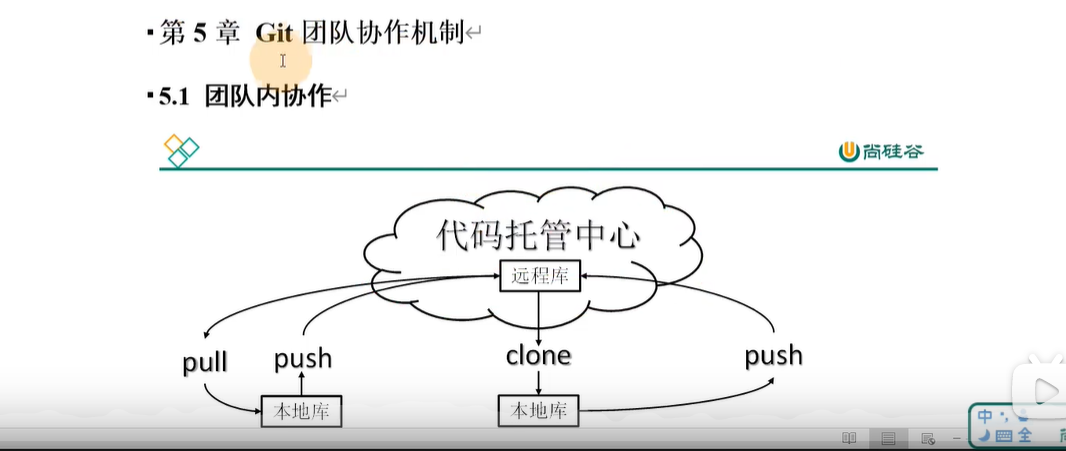 第 5 章 Git 团队协作机制
5.1 团队内协作
尚硅谷
代码托管中心
远程库
pull
push
clone
push
本地库
本地库
中
全